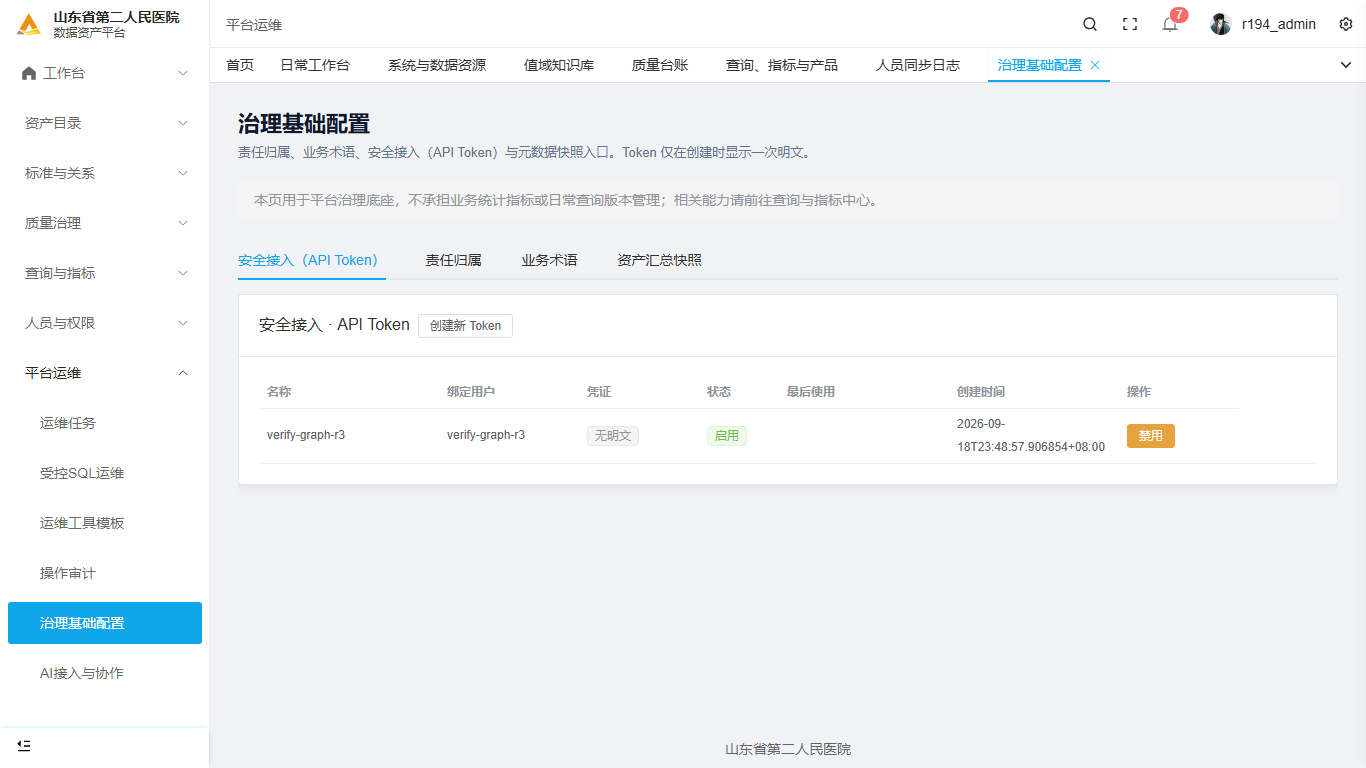 山东省第二人民医院
数据资产平台
平台运维
7
r194_admin
工作台
资产目录
标准与关系
质量治理
查询与指标
人员与权限
平台运维
运维任务
受控SQL运维
运维工具模板
操作审计
治理基础配置
AI接入与协作
首页 日常工作台 系统与数据资源 值域知识库 质量台账 查询、指标与产品 人员同步日志 治理基础配置
治理基础配置
责任归属、业务术语、安全接入（API Token）与元数据快照入口。Token 仅在创建时显示一次明文。
本页用于平台治理底座，不承担业务统计指标或日常查询版本管理；相关能力请前往查询与指标中心。
安全接入（API Token） 责任归属 业务术语 资产汇总快照
安全接入 · API Token 创建新 Token
名称 绑定用户 凭证 状态 最后使用 创建时间 操作
verify-graph-r3 verify-graph-r3 无明文 启用 2026-09-
18T23:48:57.906854+08:00 禁用
山东省第二人民医院